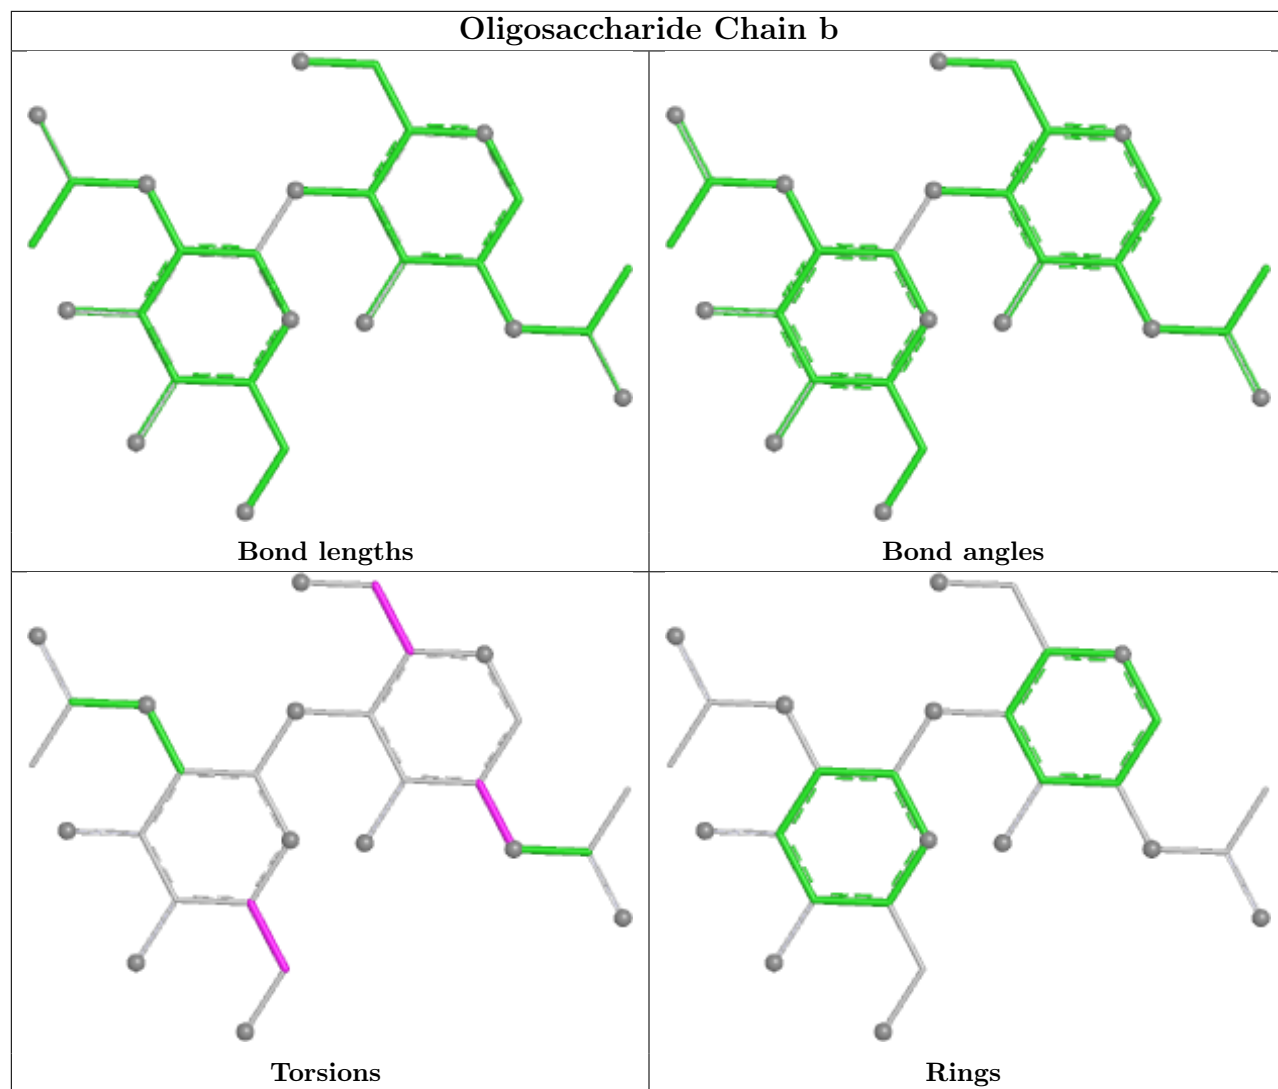 Oligosaccharide Chain b
Bond lengths
Bond angles
Torsions
Rings